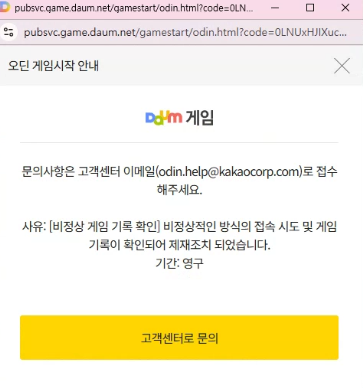 pubsvc.game.daum.net/gamestart/odin.html?code=0LN...
pubsvc.game.daum.net/gamestart/odin.html?code=0LNUxHJIXuc...
오딘 게임시작 안내
Daum 게임
문의사항은 고객센터 이메일(odin.help@kakaocorp.com)로 접수
해주세요.
사유: [비정상 게임 기록 확인] 비정상적인 방식의 접속 시도 및 게임
기록이 확인되어 제재조치 되었습니다.
기간: 영구
고객센터로 문의